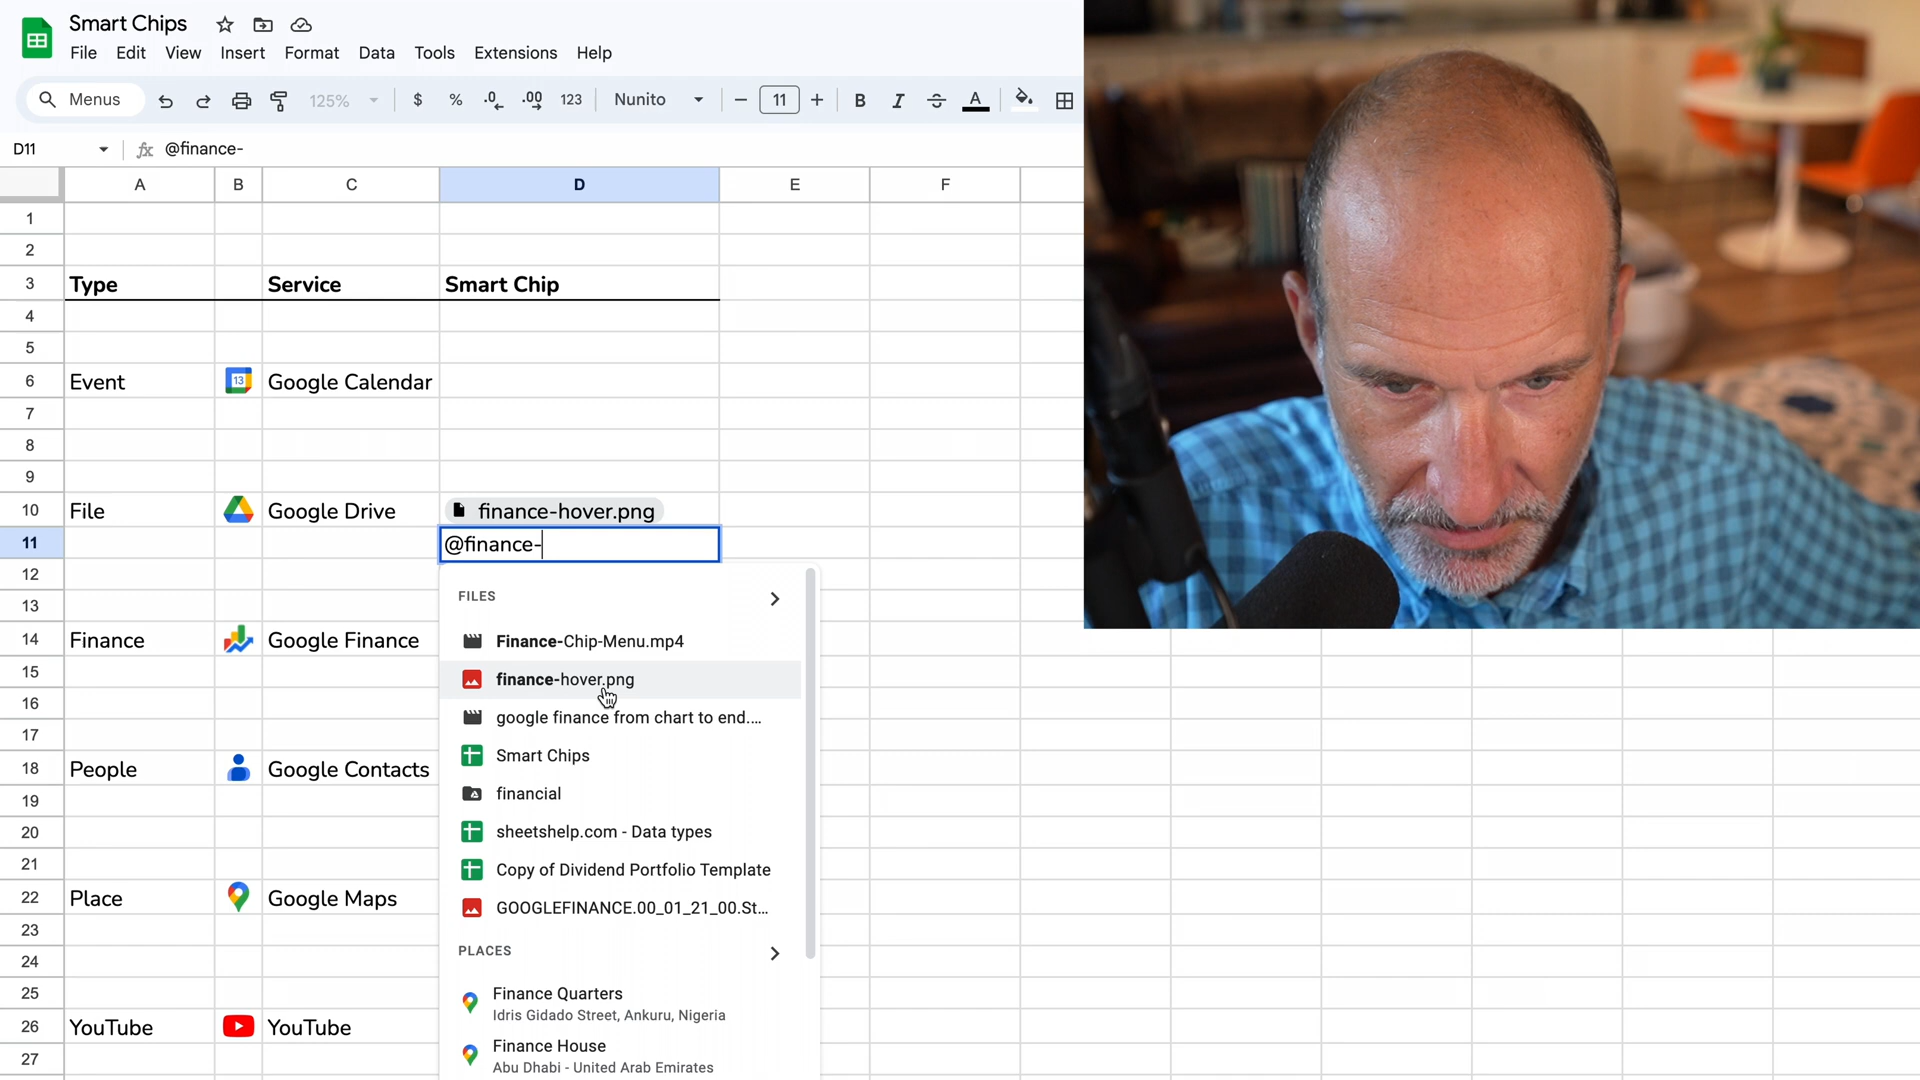 Smart Chips
File Edit View Insert Format Data Tools Extensions Help
Menus 125% $ % .0 .00 123 Nunito 11 B I A
D11 fx @finance-
A B C D E F
1
2
3 Type Service Smart Chip
4
5
6 Event 13 Google Calendar
7
8
9
10 File Google Drive finance-hover.png
11 @finance-
12
13
14 Finance Google Finance
15
16
17
18 People Google Contacts
19
20
21
22 Place Google Maps
23
24
25
26 YouTube YouTube
27
FILES
Finance-Chip-Menu.mp4
finance-hover.png
google finance from chart to end....
Smart Chips
financial
sheetshelp.com - Data types
Copy of Dividend Portfolio Template
GOOGLEFINANCE.00_01_21_00.St...
PLACES
Finance Quarters
Idris Gidado Street, Ankuru, Nigeria
Finance House
Abu Dhabi - United Arab Emirates